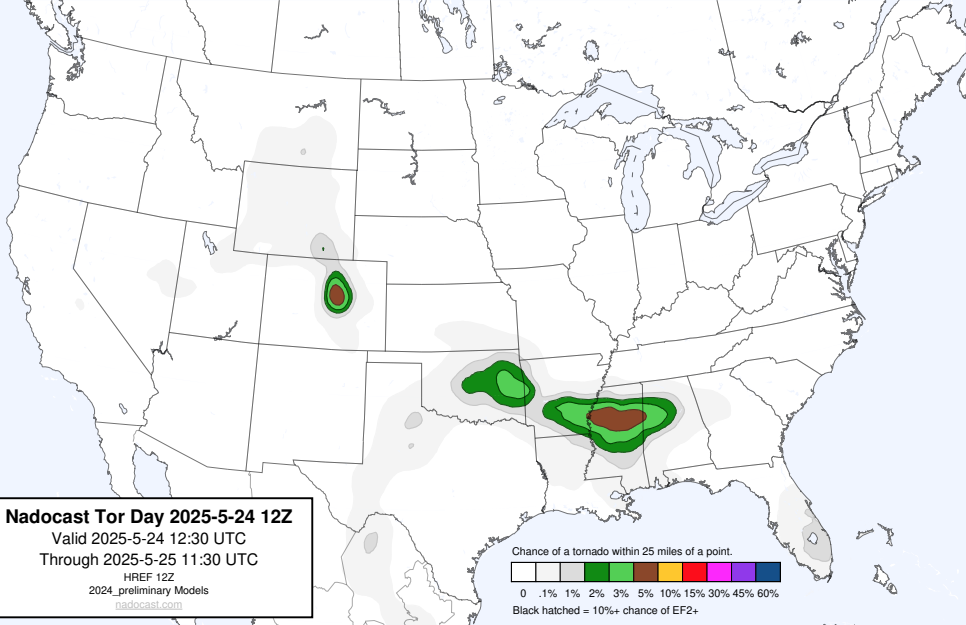 Nadocast Tor Day 2025-5-24 12Z
Valid 2025-5-24 12:30 UTC
Through 2025-5-25 11:30 UTC
HREF 12Z
2024_preliminary Models
nadocast.com
Chance of a tornado within 25 miles of a point.
0 .1% 1% 2% 3% 5% 10% 15% 30% 45% 60%
Black hatched = 10%+ chance of EF2+